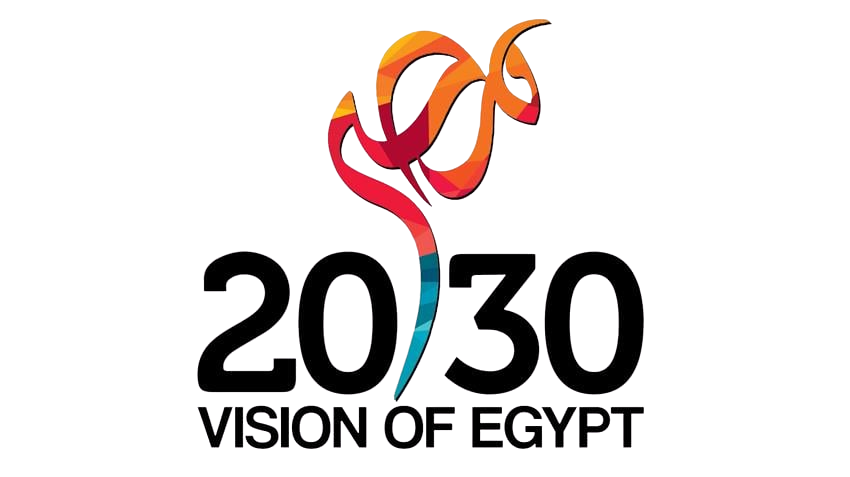 مصر
2030
VISION OF EGYPT